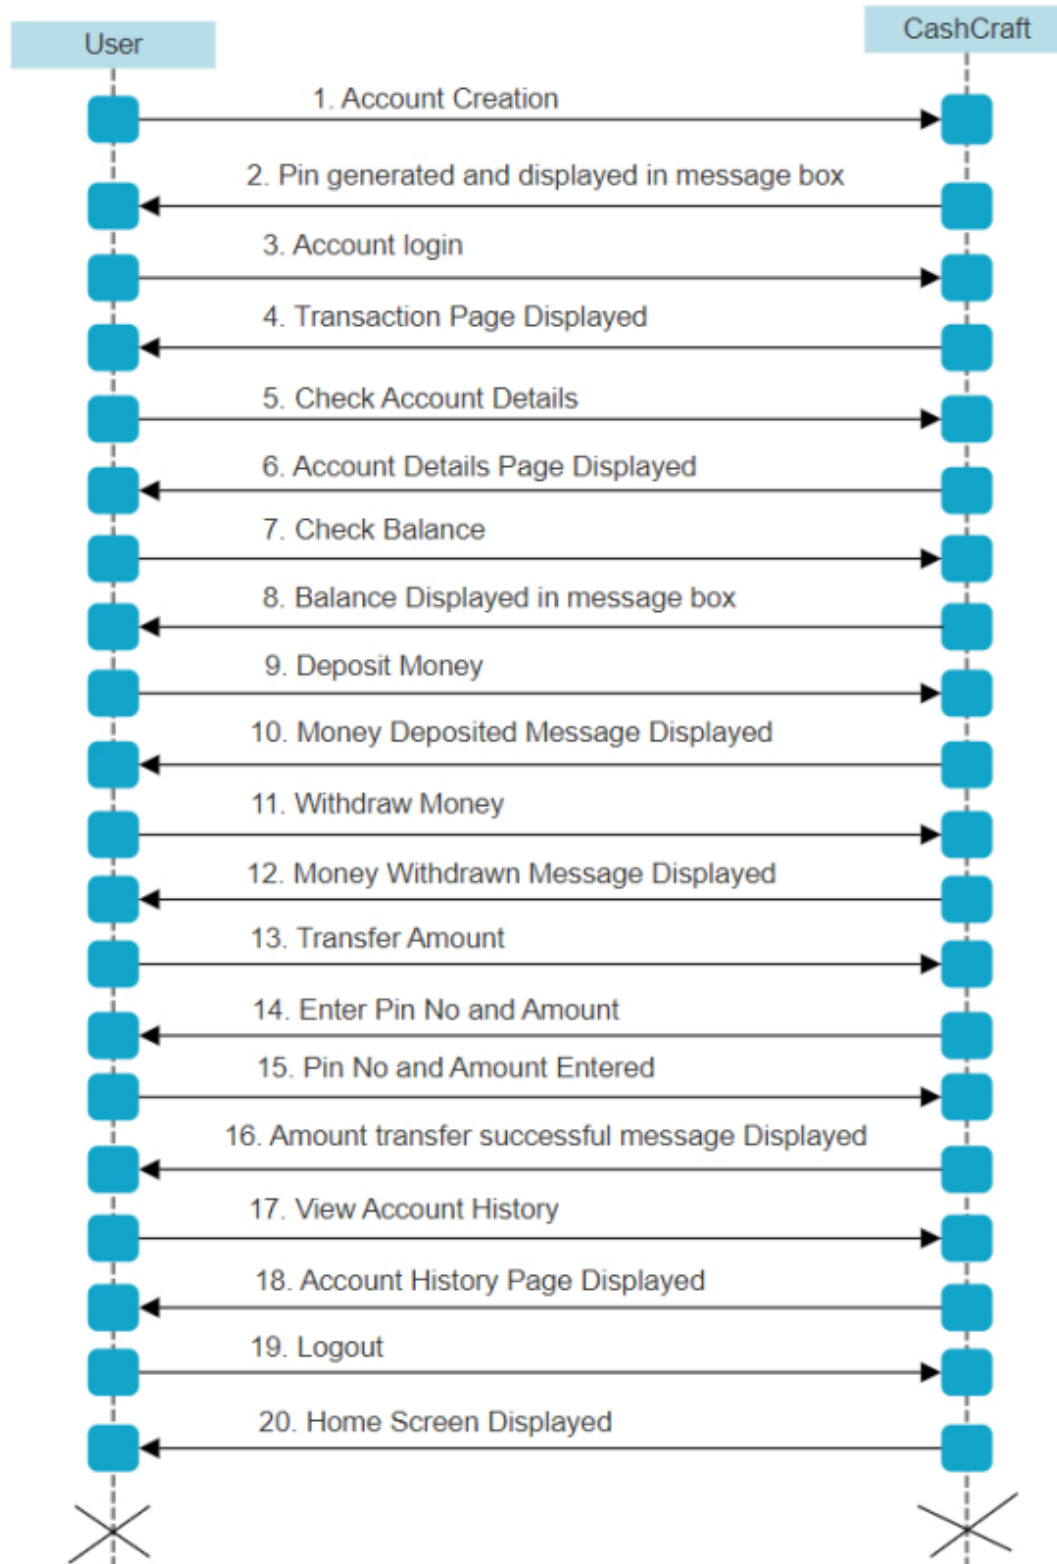 User
CashCraft
1. Account Creation
2. Pin generated and displayed in message box
3. Account login
4. Transaction Page Displayed
5. Check Account Details
6. Account Details Page Displayed
7. Check Balance
8. Balance Displayed in message box
9. Deposit Money
10. Money Deposited Message Displayed
11. Withdraw Money
12. Money Withdrawn Message Displayed
13. Transfer Amount
14. Enter Pin No and Amount
15. Pin No and Amount Entered
16. Amount transfer successful message Displayed
17. View Account History
18. Account History Page Displayed
19. Logout
20. Home Screen Displayed